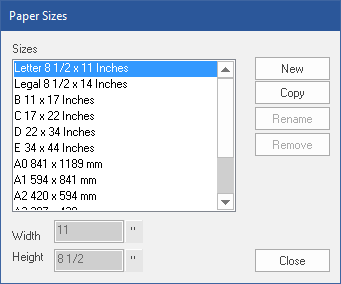 Paper Sizes
Sizes
Letter 8 1/2 x 11 Inches
Legal 8 1/2 x 14 Inches
B 11 x 17 Inches
C 17 x 22 Inches
D 22 x 34 Inches
E 34 x 44 Inches
A0 841 x 1189 mm
A1 594 x 841 mm
A2 420 x 594 mm
New
Copy
Rename
Remove
Width 11 "
Height 8 1/2 "
Close